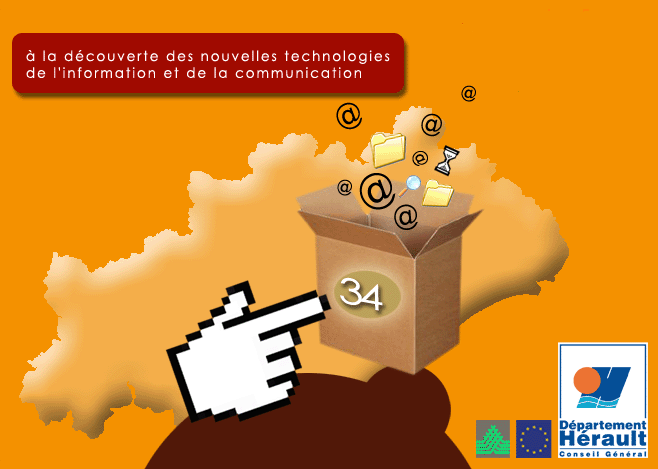 à la découverte des nouvelles technologies
de l'information et de la communication
@
@
@
@
@
@
@
34
Département
Hérault
Conseil Général